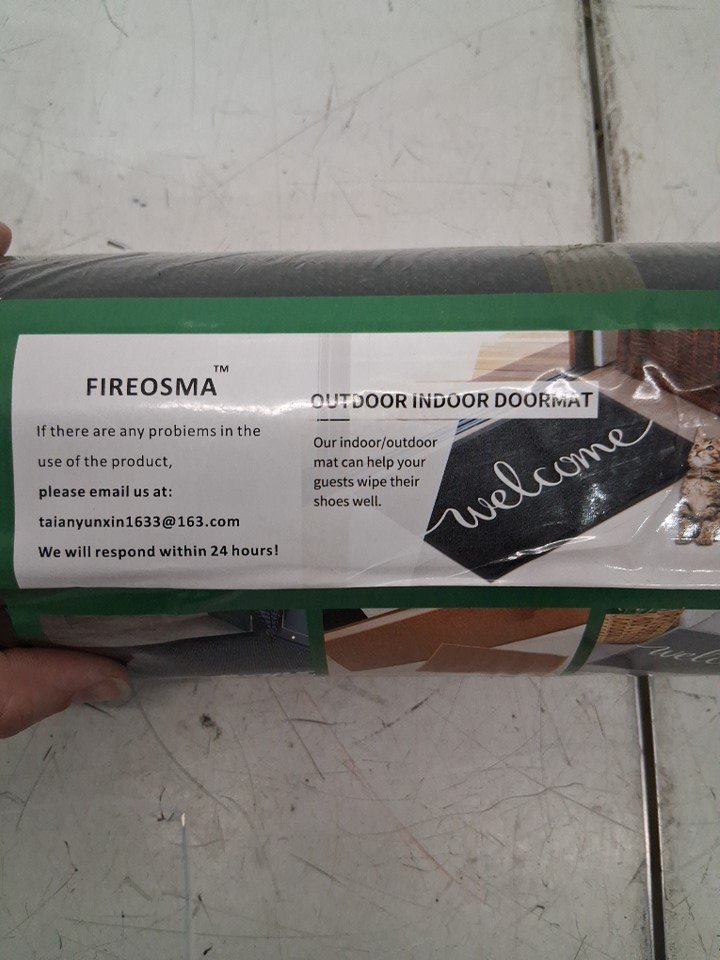 FIREOSMA™
If there are any probiems in the
use of the product,
please email us at:
taianyunxin1633@163.com
We will respond within 24 hours!
OUTDOOR INDOOR DOORMAT
Our indoor/outdoor
mat can help your
guests wipe their
shoes well.
welcome